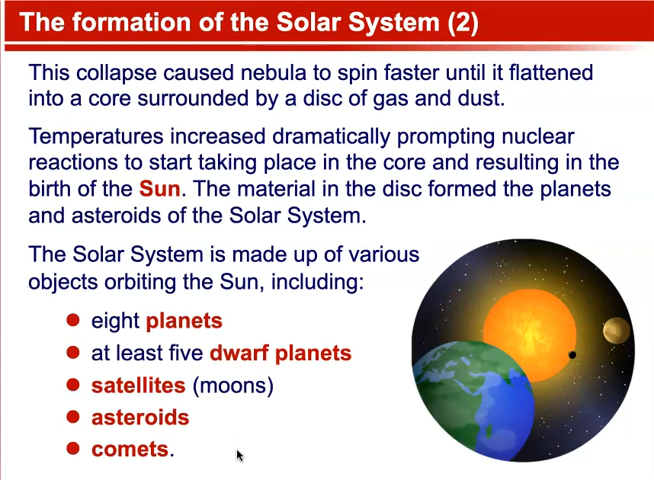 The formation of the Solar System (2)
This collapse caused nebula to spin faster until it flattened
into a core surrounded by a disc of gas and dust.
Temperatures increased dramatically prompting nuclear
reactions to start taking place in the core and resulting in the
birth of the Sun. The material in the disc formed the planets
and asteroids of the Solar System.
The Solar System is made up of various
objects orbiting the Sun, including:
● eight planets
● at least five dwarf planets
● satellites (moons)
● asteroids
● comets.